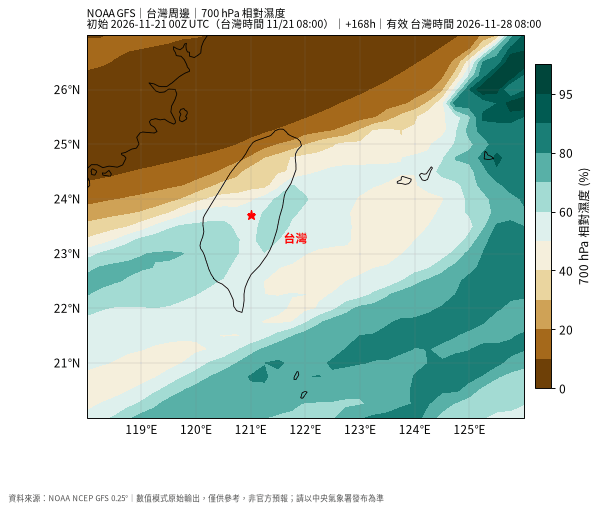 NOAA GFS｜台灣周邊｜700 hPa 相對濕度
初始 2026-11-21 00Z UTC（台灣時間 11/21 08:00）｜+168h｜有效 台灣時間 2026-11-28 08:00
26°N
25°N
24°N
23°N
22°N
21°N
119°E
120°E
121°E
122°E
123°E
124°E
125°E
台灣
95
80
60
40
20
0
700 hPa 相對濕度 (%)
資料來源：NOAA NCEP GFS 0.25°｜數值模式原始輸出，僅供參考，非官方預報；請以中央氣象署發布為準